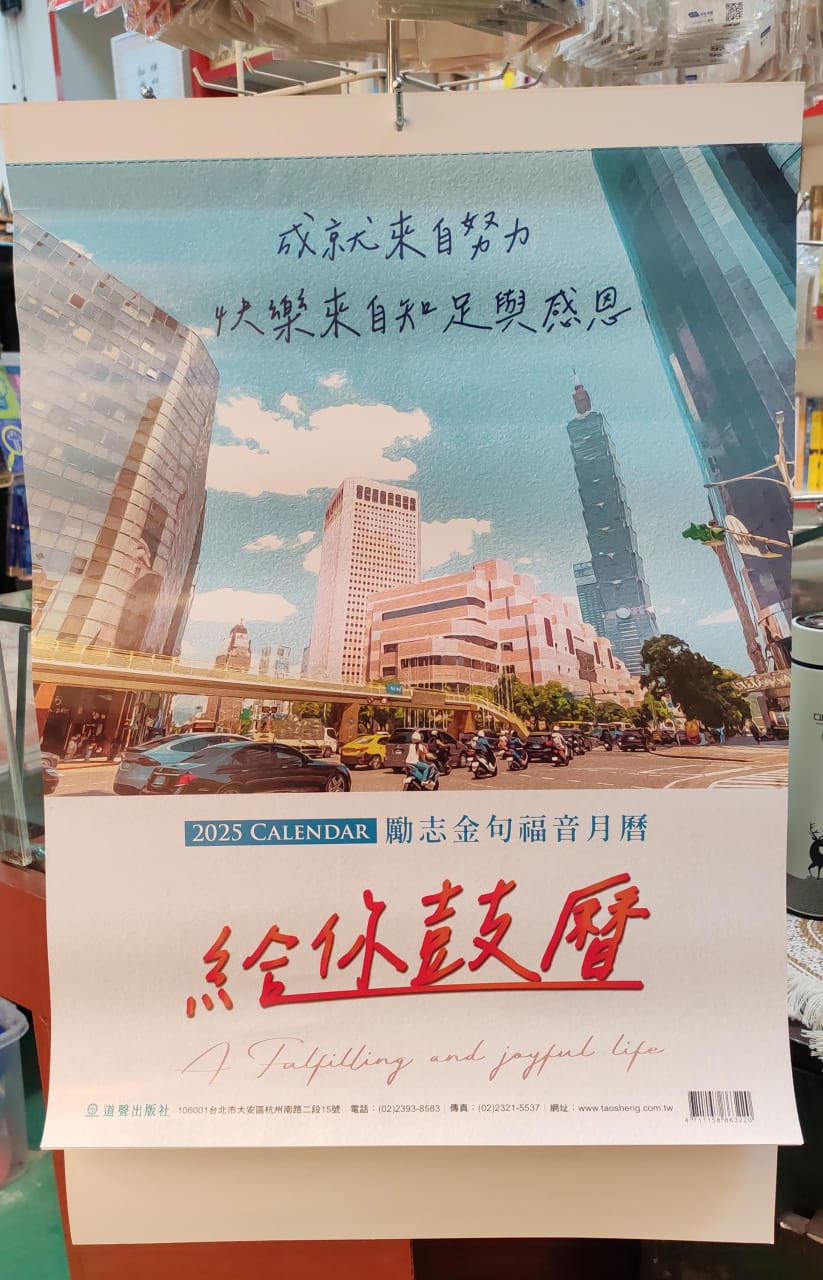 成就來自努力
快樂來自知足與感恩
2025 CALENDAR 勵志金句福音月曆
給你鼓曆
A Fulfilling and joyful life
道聲出版社 106001台北市大安區杭州南路二段15號 | 電話：(02)2393-8583 | 傳真：(02)2321-5537 | 網址：www.taosheng.com.tw
4711158863220